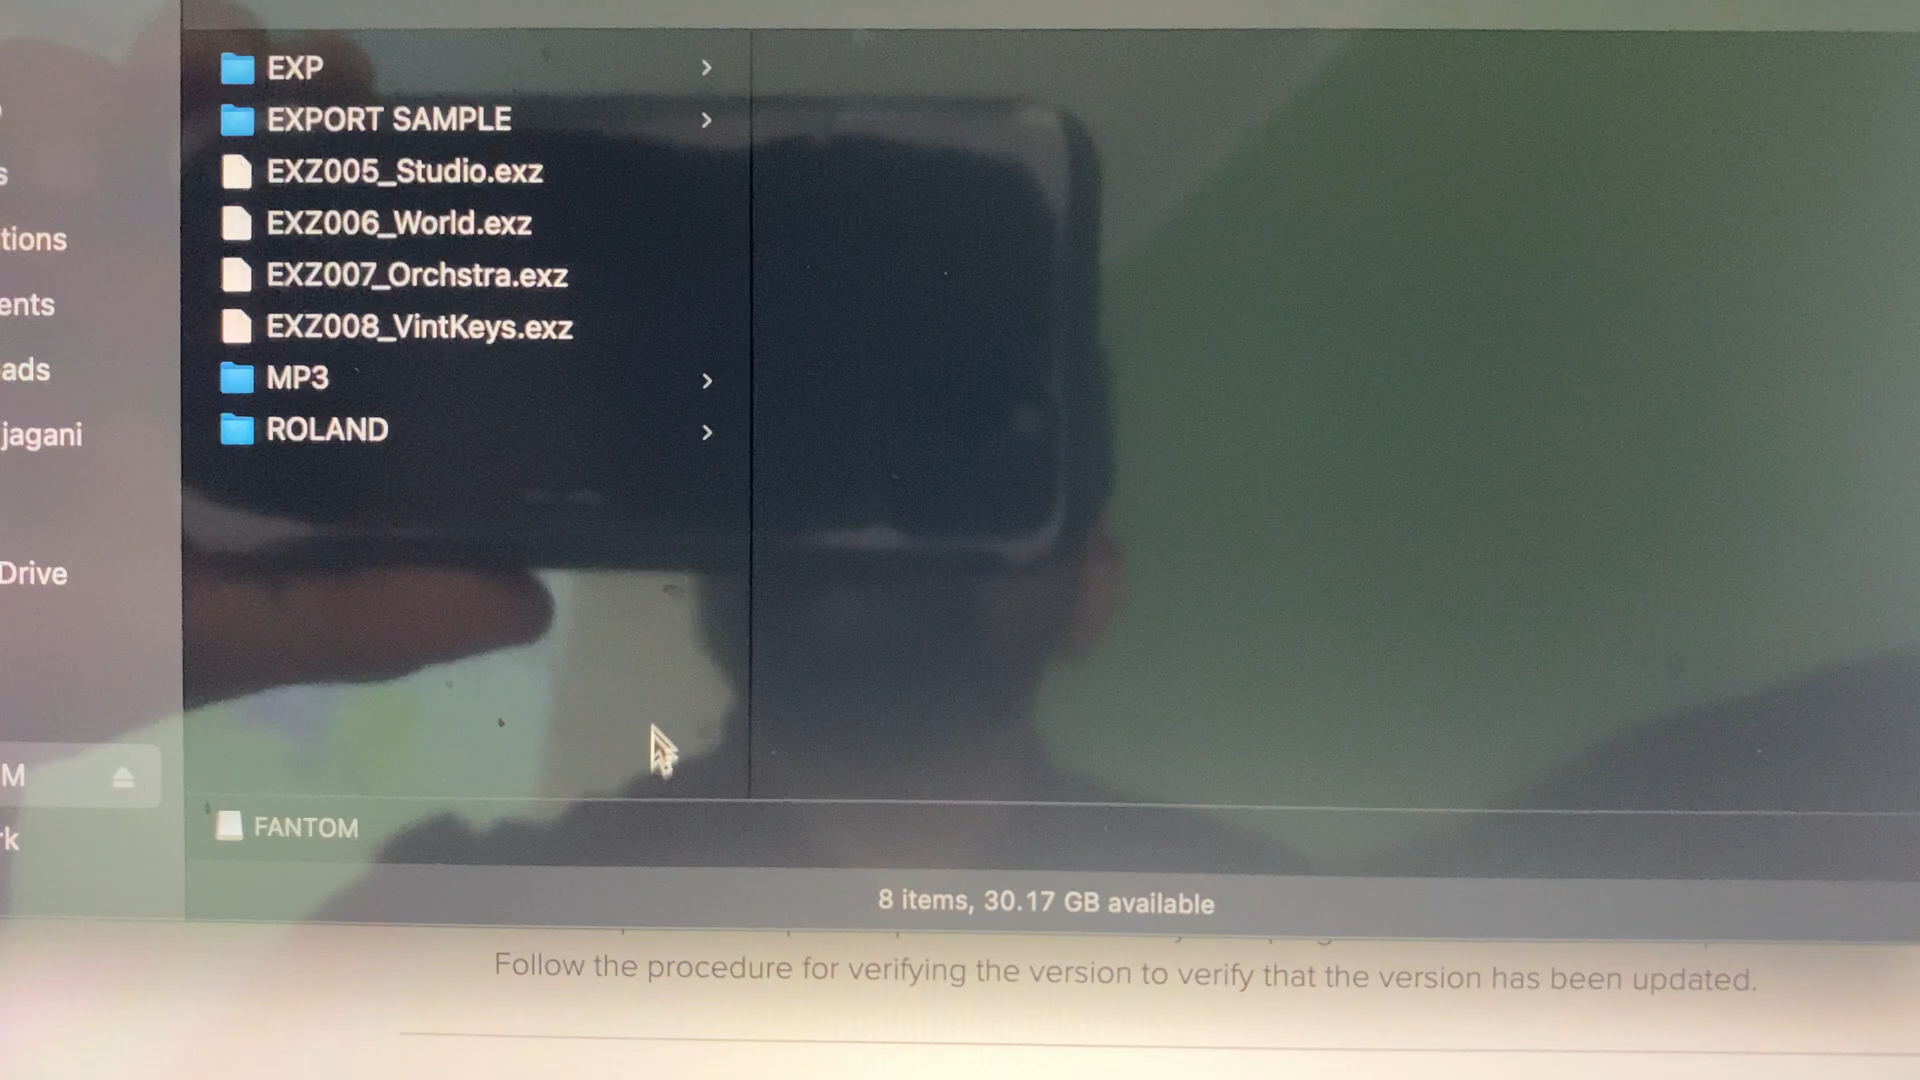 EXP
EXPORT SAMPLE
EXZ005_Studio.exz
EXZ006_World.exz
EXZ007_Orchstra.exz
EXZ008_VintKeys.exz
MP3
ROLAND
s
tions
ents
ads
jagani
Drive
M
rk
FANTOM
8 items, 30.17 GB available
Follow the procedure for verifying the version to verify that the version has been updated.